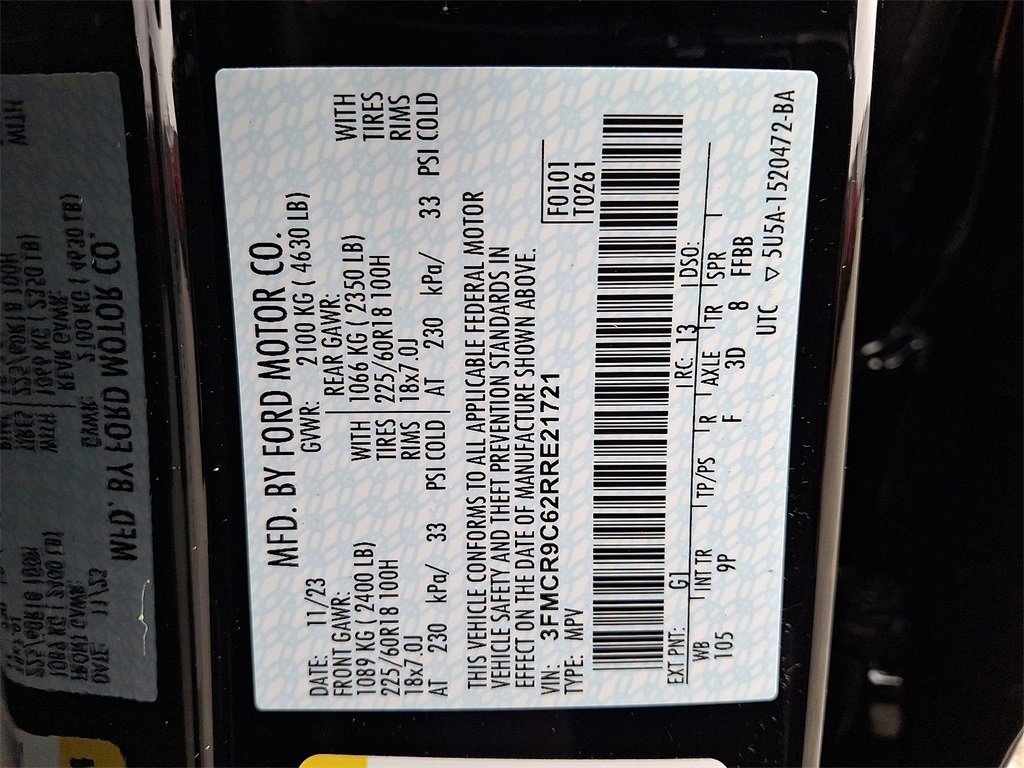 MFD. BY FORD MOTOR CO.
DATE: 11/23 GVWR: 2100 KG ( 4630 LB)
FRONT GAWR: REAR GAWR:
1089 KG ( 2400 LB) WITH 1066 KG ( 2350 LB) WITH
225/60R18 100H TIRES 225/60R18 100H TIRES
18x7.0J RIMS 18x7.0J RIMS
AT 230 kPa/ 33 PSI COLD AT 230 kPa/ 33 PSI COLD
THIS VEHICLE CONFORMS TO ALL APPLICABLE FEDERAL MOTOR
VEHICLE SAFETY AND THEFT PREVENTION STANDARDS IN
EFFECT ON THE DATE OF MANUFACTURE SHOWN ABOVE.
VIN: 3FMCR9C62RRE21721 F0101
TYPE: MPV T0261
EXT PNT: G1 RC: 13 DSO:
WB INT TR TP/PS R AXLE TR SPR
105 9P F 3D 8 FFBB
UTC ▽ 5U5A-1520472-BA